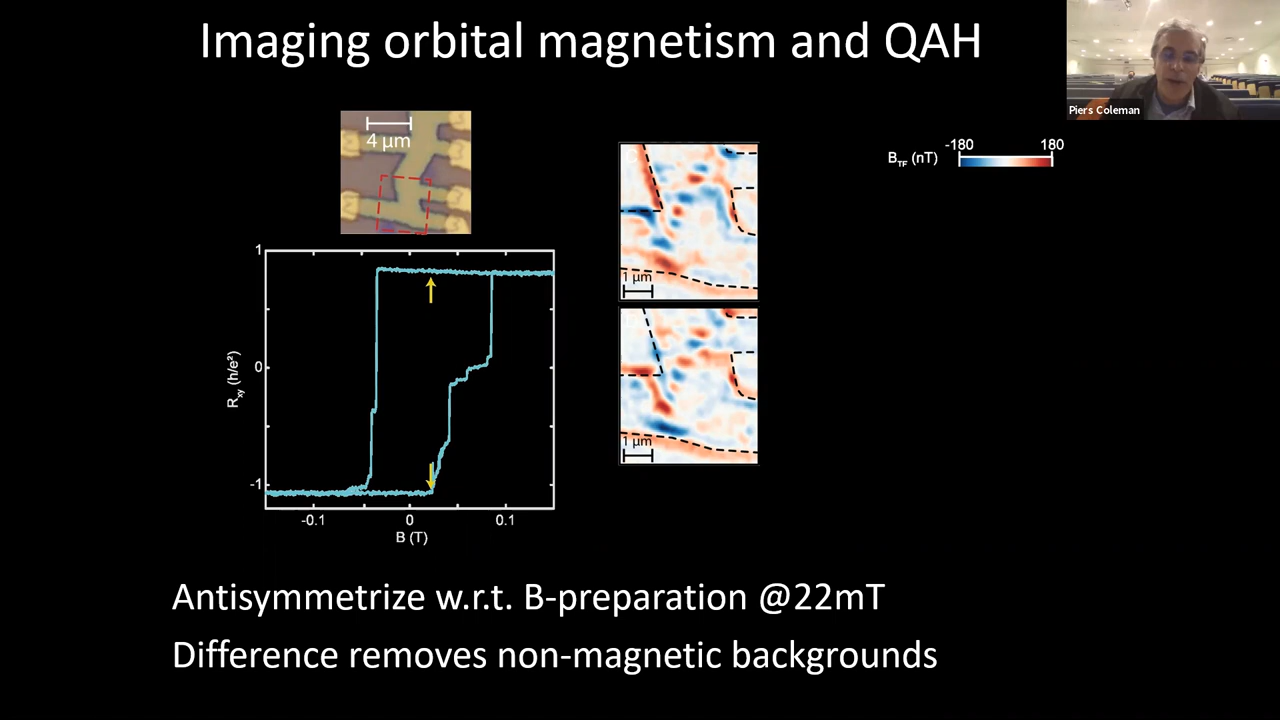 Imaging orbital magnetism and QAH
Piers Coleman
4 μm
B_TF (nT)
-180
180
1
0
-1
R_xy (h/e²)
-0.1
0
0.1
B (T)
1 μm
1 μm
Antisymmetrize w.r.t. B-preparation @22mT
Difference removes non-magnetic backgrounds